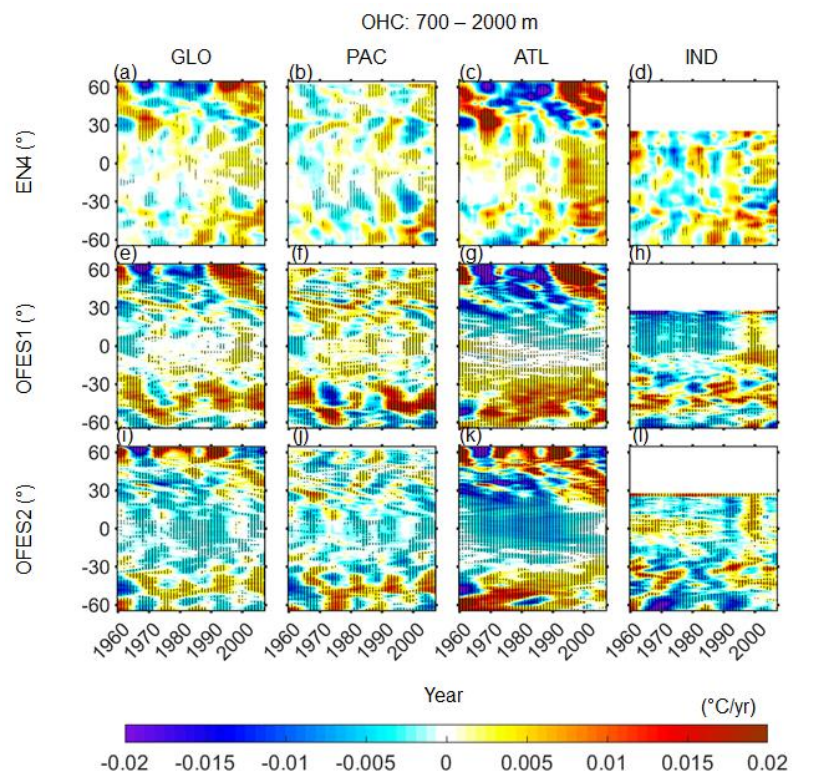 OHC: 700 – 2000 m
GLO PAC ATL IND
(a) (b) (c) (d)
EN4 (°)
60
30
0
-30
-60
(e) (f) (g) (h)
OFES1 (°)
60
30
0
-30
-60
(i) (j) (k) (l)
OFES2 (°)
60
30
0
-30
-60
1960 1970 1980 1990 2000 1960 1970 1980 1990 2000 1960 1970 1980 1990 2000 1960 1970 1980 1990 2000
Year
(°C/yr)
-0.02 -0.015 -0.01 -0.005 0 0.005 0.01 0.015 0.02